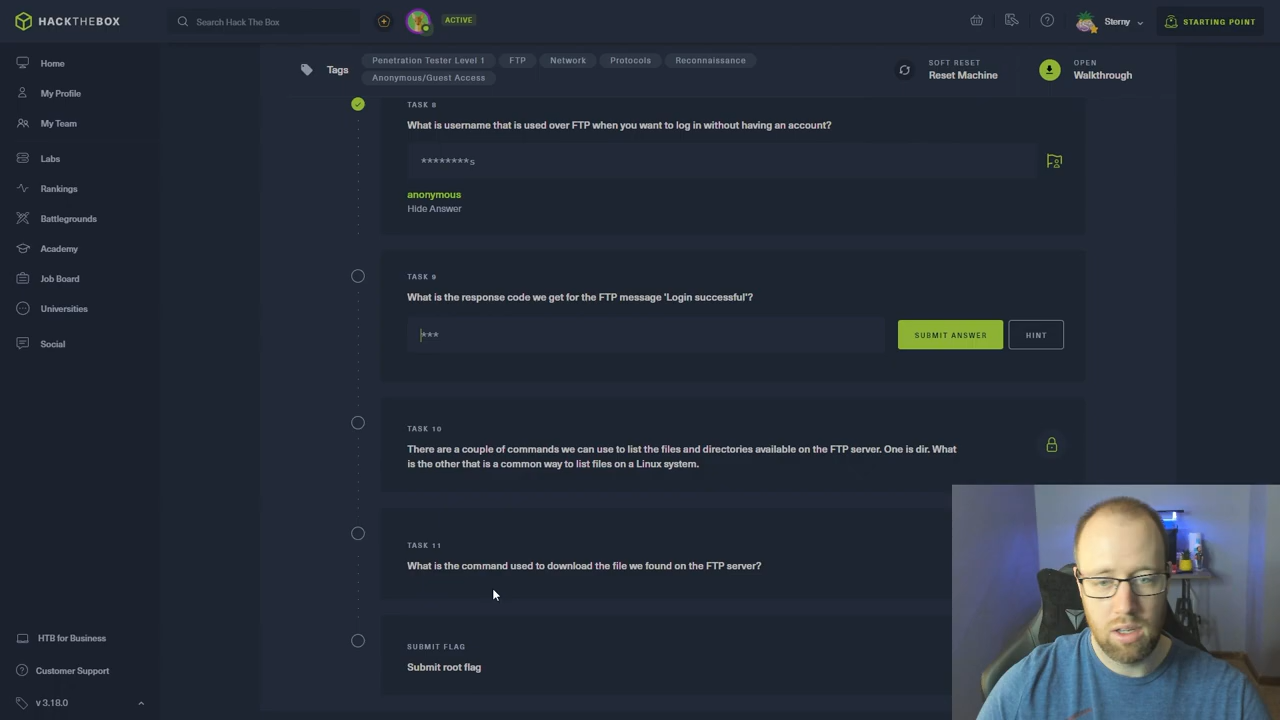 HACKTHEBOX
Search Hack The Box
ACTIVE
Sterny
STARTING POINT
Home
My Profile
My Team
Labs
Rankings
Battlegrounds
Academy
Job Board
Universities
Social
HTB for Business
Customer Support
v 3.18.0
Tags
Penetration Tester Level 1
FTP
Network
Protocols
Reconnaissance
Anonymous/Guest Access
SOFT RESET
Reset Machine
OPEN
Walkthrough
TASK 8
What is username that is used over FTP when you want to log in without having an account?
********s
anonymous
Hide Answer
TASK 9
What is the response code we get for the FTP message 'Login successful'?
***
SUBMIT ANSWER
HINT
TASK 10
There are a couple of commands we can use to list the files and directories available on the FTP server. One is dir. What
is the other that is a common way to list files on a Linux system.
TASK 11
What is the command used to download the file we found on the FTP server?
SUBMIT FLAG
Submit root flag